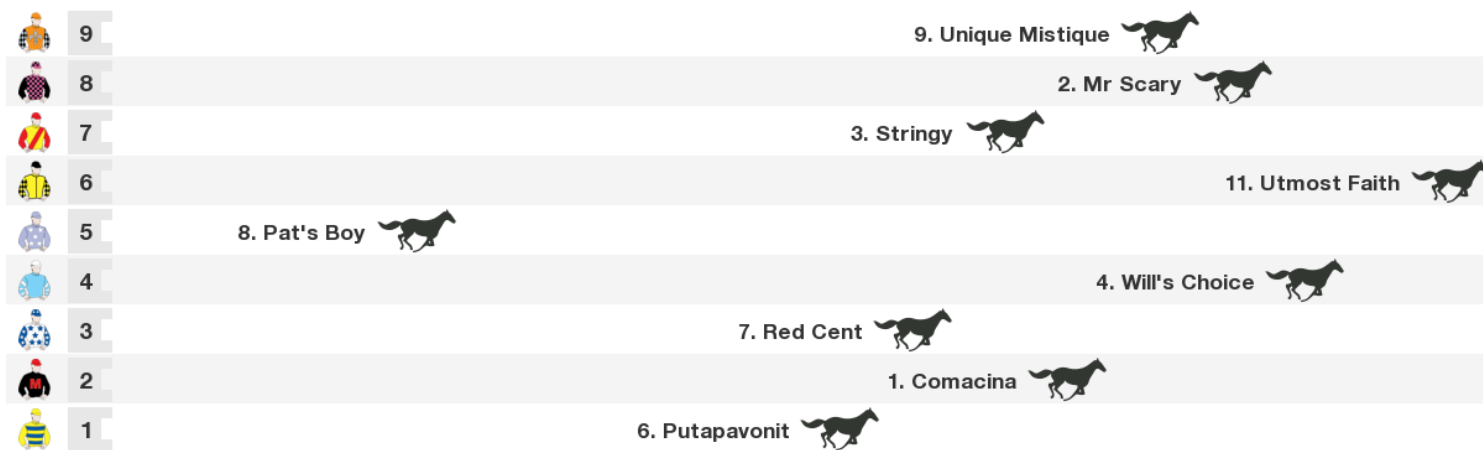 9 9. Unique Mistique
8 2. Mr Scary
7 3. Stringy
6 11. Utmost Faith
5 8. Pat's Boy
4 4. Will's Choice
3 7. Red Cent
M 2 1. Comacina
1 6. Putapavonit